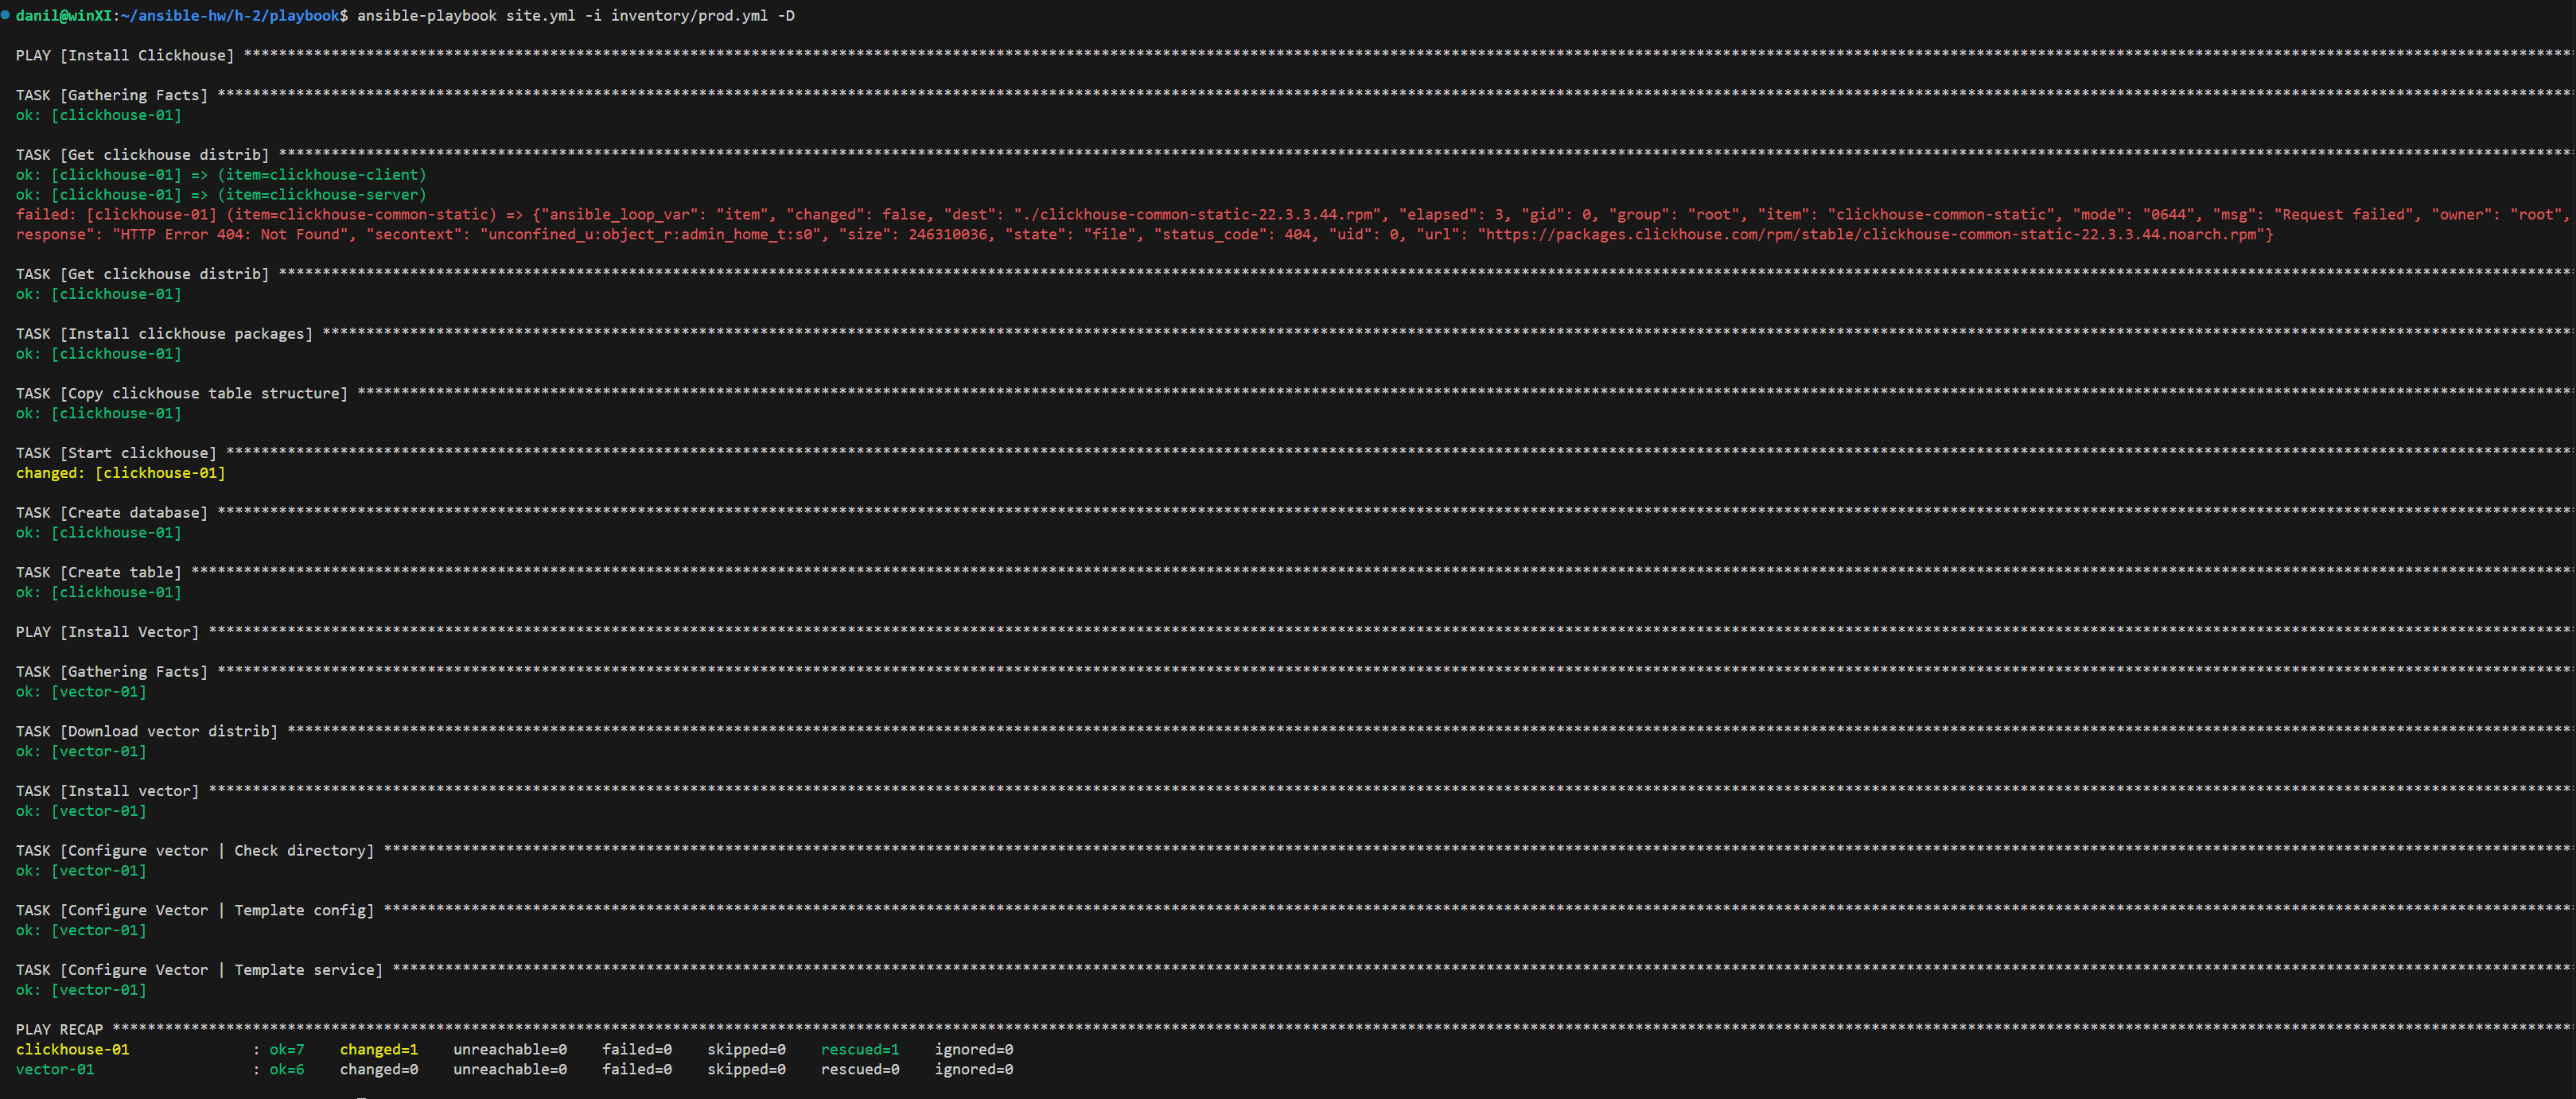 danil@winXI:~/ansible-hw/h-2/playbook$ ansible-playbook site.yml -i inventory/prod.yml -D
PLAY [Install Clickhouse] ****************************************************************
TASK [Gathering Facts] ****************************************************************
ok: [clickhouse-01]
TASK [Get clickhouse distrib] ****************************************************************
ok: [clickhouse-01] => (item=clickhouse-client)
ok: [clickhouse-01] => (item=clickhouse-server)
failed: [clickhouse-01] (item=clickhouse-common-static) => {"ansible_loop_var": "item", "changed": false, "dest": "./clickhouse-common-static-22.3.3.44.rpm", "elapsed": 3, "gid": 0, "group": "root", "item": "clickhouse-common-static", "mode": "0644", "msg": "Request failed", "owner": "root",
response": "HTTP Error 404: Not Found", "secontext": "unconfined_u:object_r:admin_home_t:s0", "size": 246310036, "state": "file", "status_code": 404, "uid": 0, "url": "https://packages.clickhouse.com/rpm/stable/clickhouse-common-static-22.3.3.44.noarch.rpm"}
TASK [Get clickhouse distrib] ****************************************************************
ok: [clickhouse-01]
TASK [Install clickhouse packages] ****************************************************************
ok: [clickhouse-01]
TASK [Copy clickhouse table structure] ****************************************************************
ok: [clickhouse-01]
TASK [Start clickhouse] ****************************************************************
changed: [clickhouse-01]
TASK [Create database] ****************************************************************
ok: [clickhouse-01]
TASK [Create table] ****************************************************************
ok: [clickhouse-01]
PLAY [Install Vector] ****************************************************************
TASK [Gathering Facts] ****************************************************************
ok: [vector-01]
TASK [Download vector distrib] ****************************************************************
ok: [vector-01]
TASK [Install vector] ****************************************************************
ok: [vector-01]
TASK [Configure vector | Check directory] ****************************************************************
ok: [vector-01]
TASK [Configure Vector | Template config] ****************************************************************
ok: [vector-01]
TASK [Configure Vector | Template service] ****************************************************************
ok: [vector-01]
PLAY RECAP ****************************************************************
clickhouse-01 : ok=7 changed=1 unreachable=0 failed=0 skipped=0 rescued=1 ignored=0
vector-01 : ok=6 changed=0 unreachable=0 failed=0 skipped=0 rescued=0 ignored=0